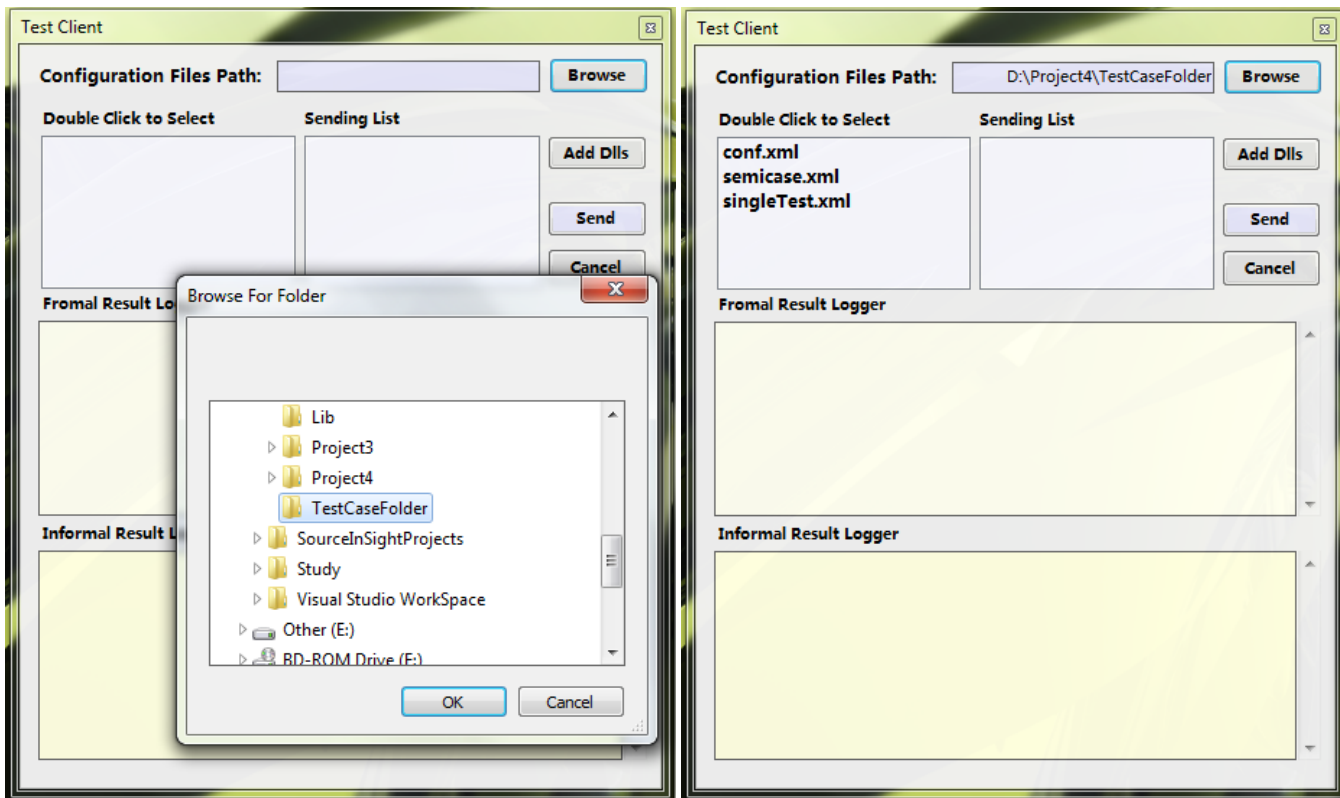 Test Client
Configuration Files Path:
Browse
Double Click to Select
Sending List
Add Dlls
Send
Cancel
Fromal Result Lo
Informal Result L
Browse For Folder
Lib
Project3
Project4
TestCaseFolder
SourceInSightProjects
Study
Visual Studio WorkSpace
Other (E:)
BD-ROM Drive (F:)
OK
Cancel
Test Client
Configuration Files Path:
D:\Project4\TestCaseFolder
Browse
Double Click to Select
Sending List
conf.xml
semicase.xml
singleTest.xml
Add Dlls
Send
Cancel
Fromal Result Logger
Informal Result Logger